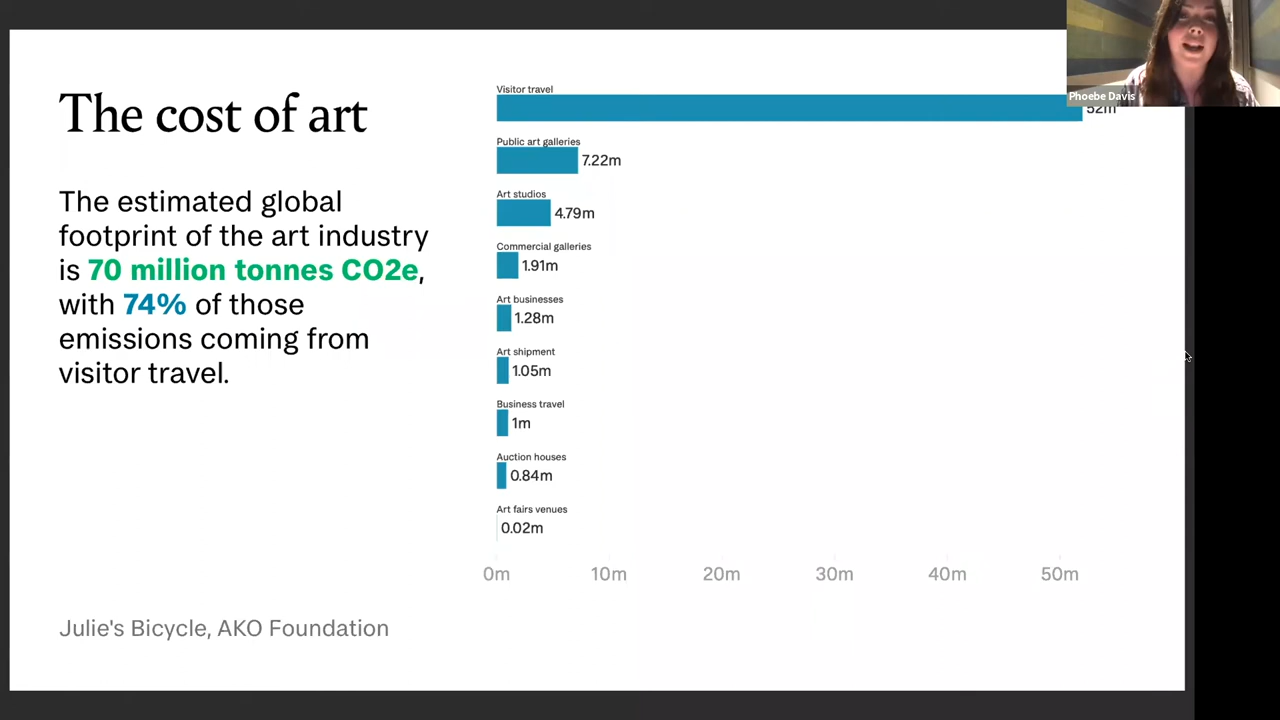 The cost of art
The estimated global
footprint of the art industry
is 70 million tonnes CO2e,
with 74% of those
emissions coming from
visitor travel.
Julie's Bicycle, AKO Foundation
Visitor travel
52m
Public art galleries
7.22m
Art studios
4.79m
Commercial galleries
1.91m
Art businesses
1.28m
Art shipment
1.05m
Business travel
1m
Auction houses
0.84m
Art fairs venues
0.02m
0m 10m 20m 30m 40m 50m
Phoebe Davis